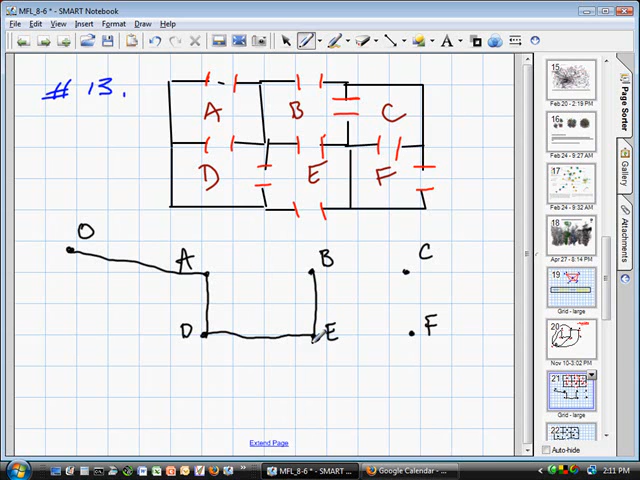 MFL_8-6 * - SMART Notebook
File Edit View Insert Format Draw Help
# 13.
A B C
D E F
O
A B C
D E F
Extend Page
15
Feb 20 - 2:19 PM
16
Feb 24 - 9:27 AM
17
Feb 24 - 9:32 AM
18
Apr 27 - 8:14 PM
19
Grid - large
20
Nov 10-3:02 PM
21
Grid - large
22
Auto-hide
Page Sorter
Gallery
Attachments
MFL_8-6 * - SMART ...
Google Calendar - ...
2:11 PM